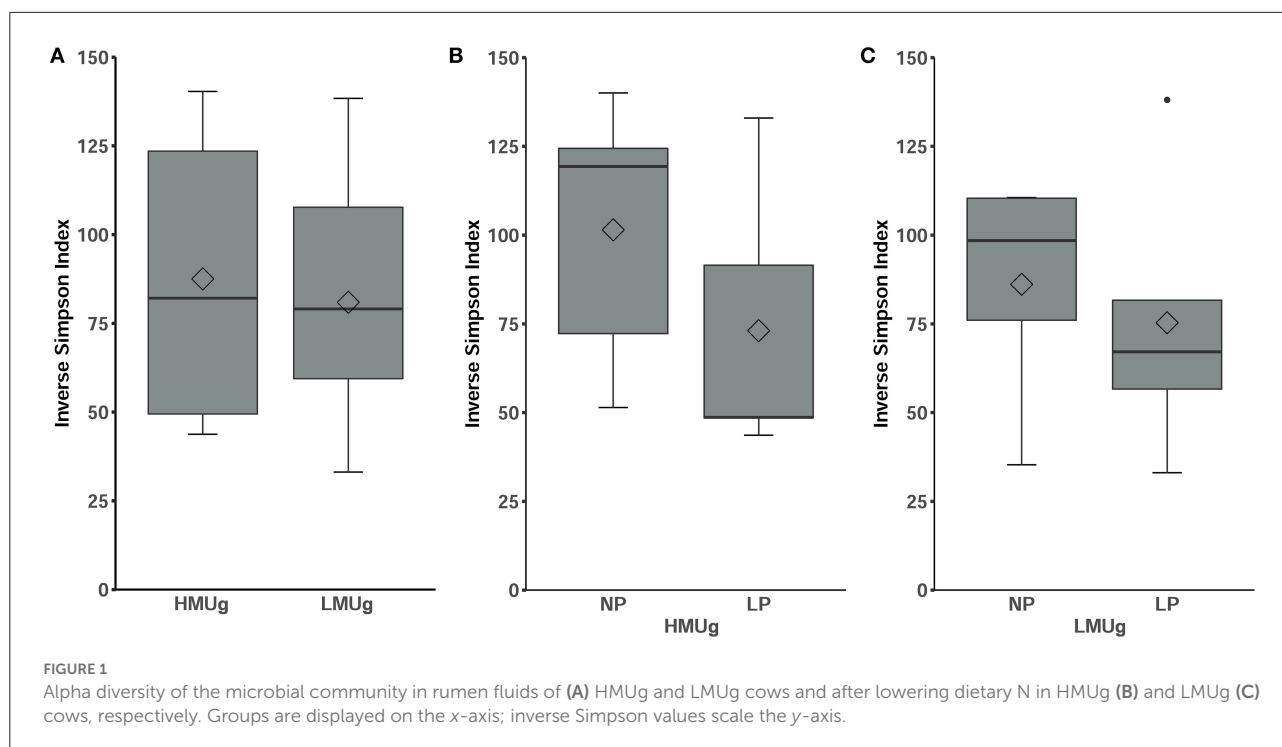 A
150
125
100
75
50
25
0
Inverse Simpson Index
HMUg LMUg
B
150
125
100
75
50
25
0
Inverse Simpson Index
NP LP
HMUg
C
150
125
100
75
50
25
0
Inverse Simpson Index
NP LP
LMUg
FIGURE 1
Alpha diversity of the microbial community in rumen fluids of (A) HMUg and LMUg cows and after lowering dietary N in HMUg (B) and LMUg (C)
cows, respectively. Groups are displayed on the x-axis; inverse Simpson values scale the y-axis.